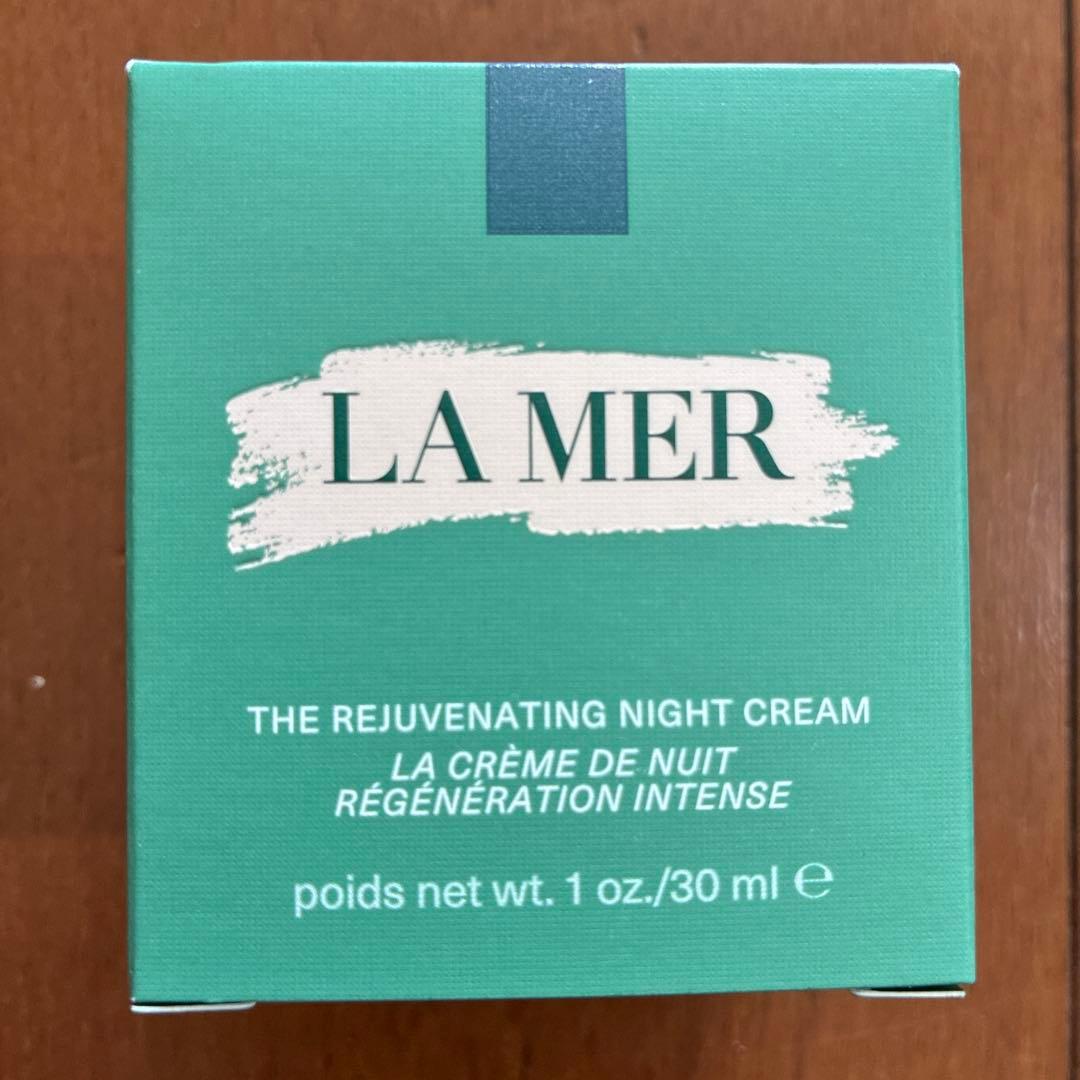 LA MER
THE REJUVENATING NIGHT CREAM
LA CRÈME DE NUIT
RÉGÉNÉRATION INTENSE
poids net wt. 1 oz./30 ml ℮